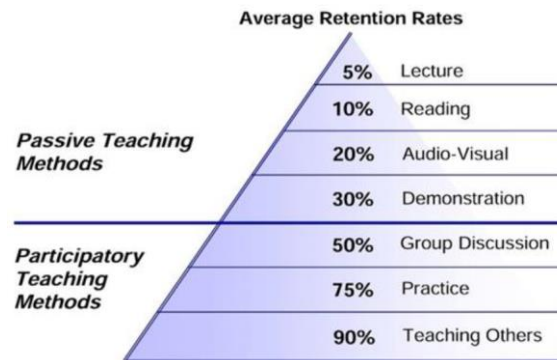 Average Retention Rates
5% Lecture
10% Reading
Passive Teaching
Methods
20% Audio-Visual
30% Demonstration
50% Group Discussion
Participatory
Teaching
Methods
75% Practice
90% Teaching Others